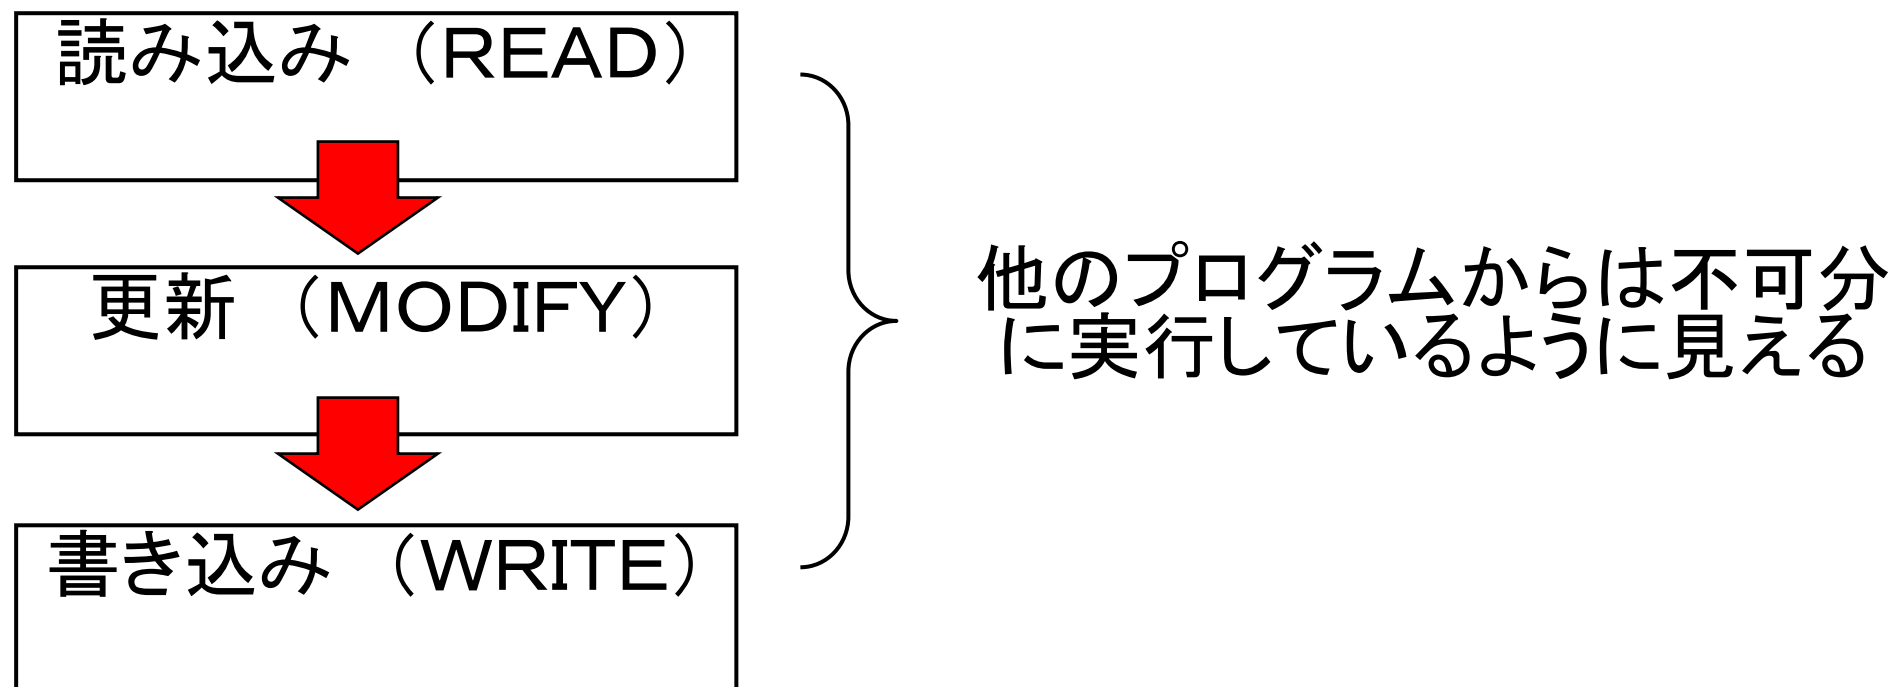 読み込み （READ）
更新 （MODIFY）
書き込み （WRITE）
他のプログラムからは不可分
に実行しているように見える